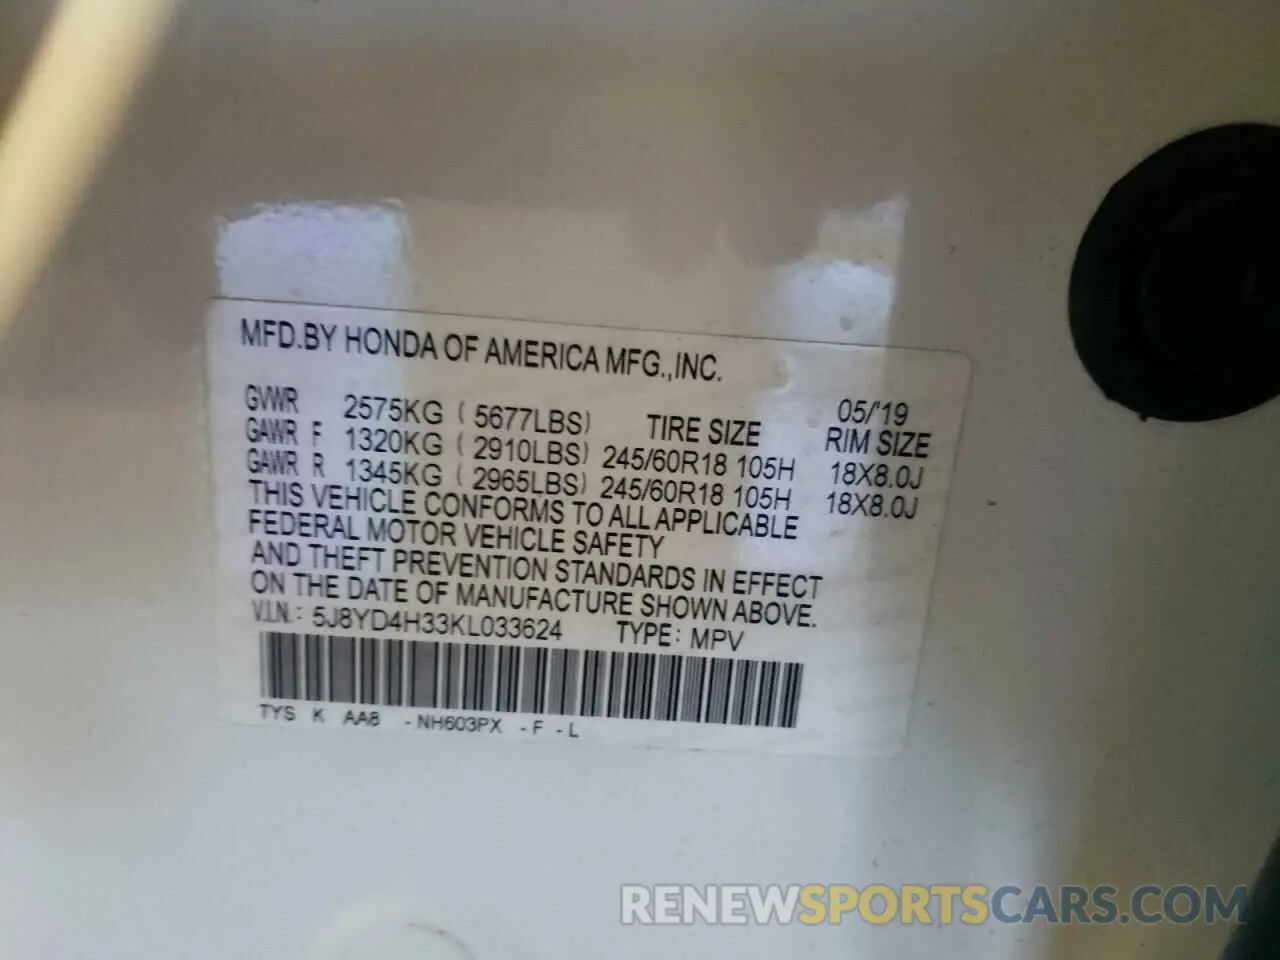 MFD.BY HONDA OF AMERICA MFG.,INC.
05/'19
GVWR 2575KG ( 5677LBS) TIRE SIZE RIM SIZE
GAWR F 1320KG ( 2910LBS) 245/60R18 105H 18X8.0J
GAWR R 1345KG ( 2965LBS) 245/60R18 105H 18X8.0J
THIS VEHICLE CONFORMS TO ALL APPLICABLE
FEDERAL MOTOR VEHICLE SAFETY
AND THEFT PREVENTION STANDARDS IN EFFECT
ON THE DATE OF MANUFACTURE SHOWN ABOVE.
V.I.N.: 5J8YD4H33KL033624 TYPE: MPV
TYS K AA8 -NH603PX -F -L
RENEWSPORTSCARS.COM